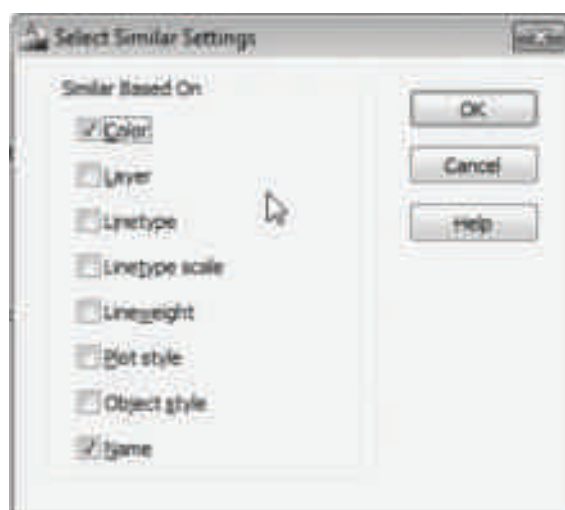 Select Similar Settings
Similar Based On
Color
Layer
Linetype
Linetype scale
Lineweight
Plot style
Object style
Name
OK
Cancel
Help